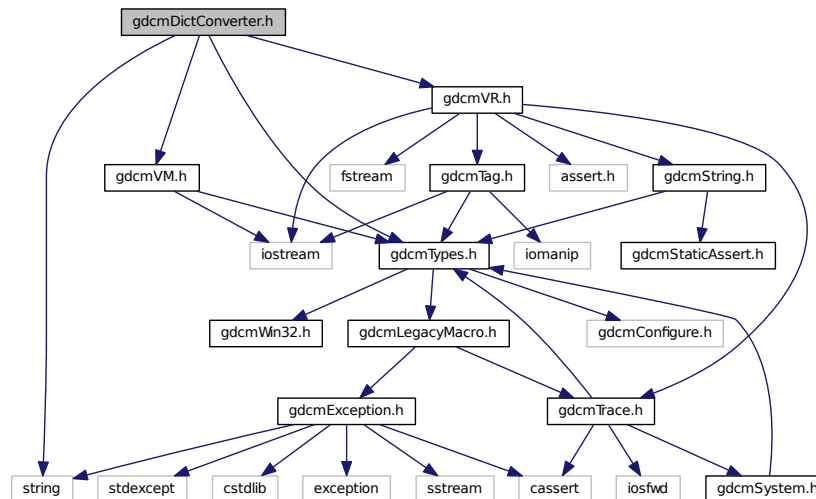 gdcmDictConverter.h
gdcmVR.h
gdcmVM.h
fstream
gdcmTag.h
assert.h
gdcmString.h
iostream
gdcmTypes.h
iomanip
gdcmStaticAssert.h
gdcmWin32.h
gdcmLegacyMacro.h
gdcmConfigure.h
gdcmException.h
gdcmTrace.h
string
stdexcept
cstdlib
exception
sstream
cassert
iosfwd
gdcmSystem.h